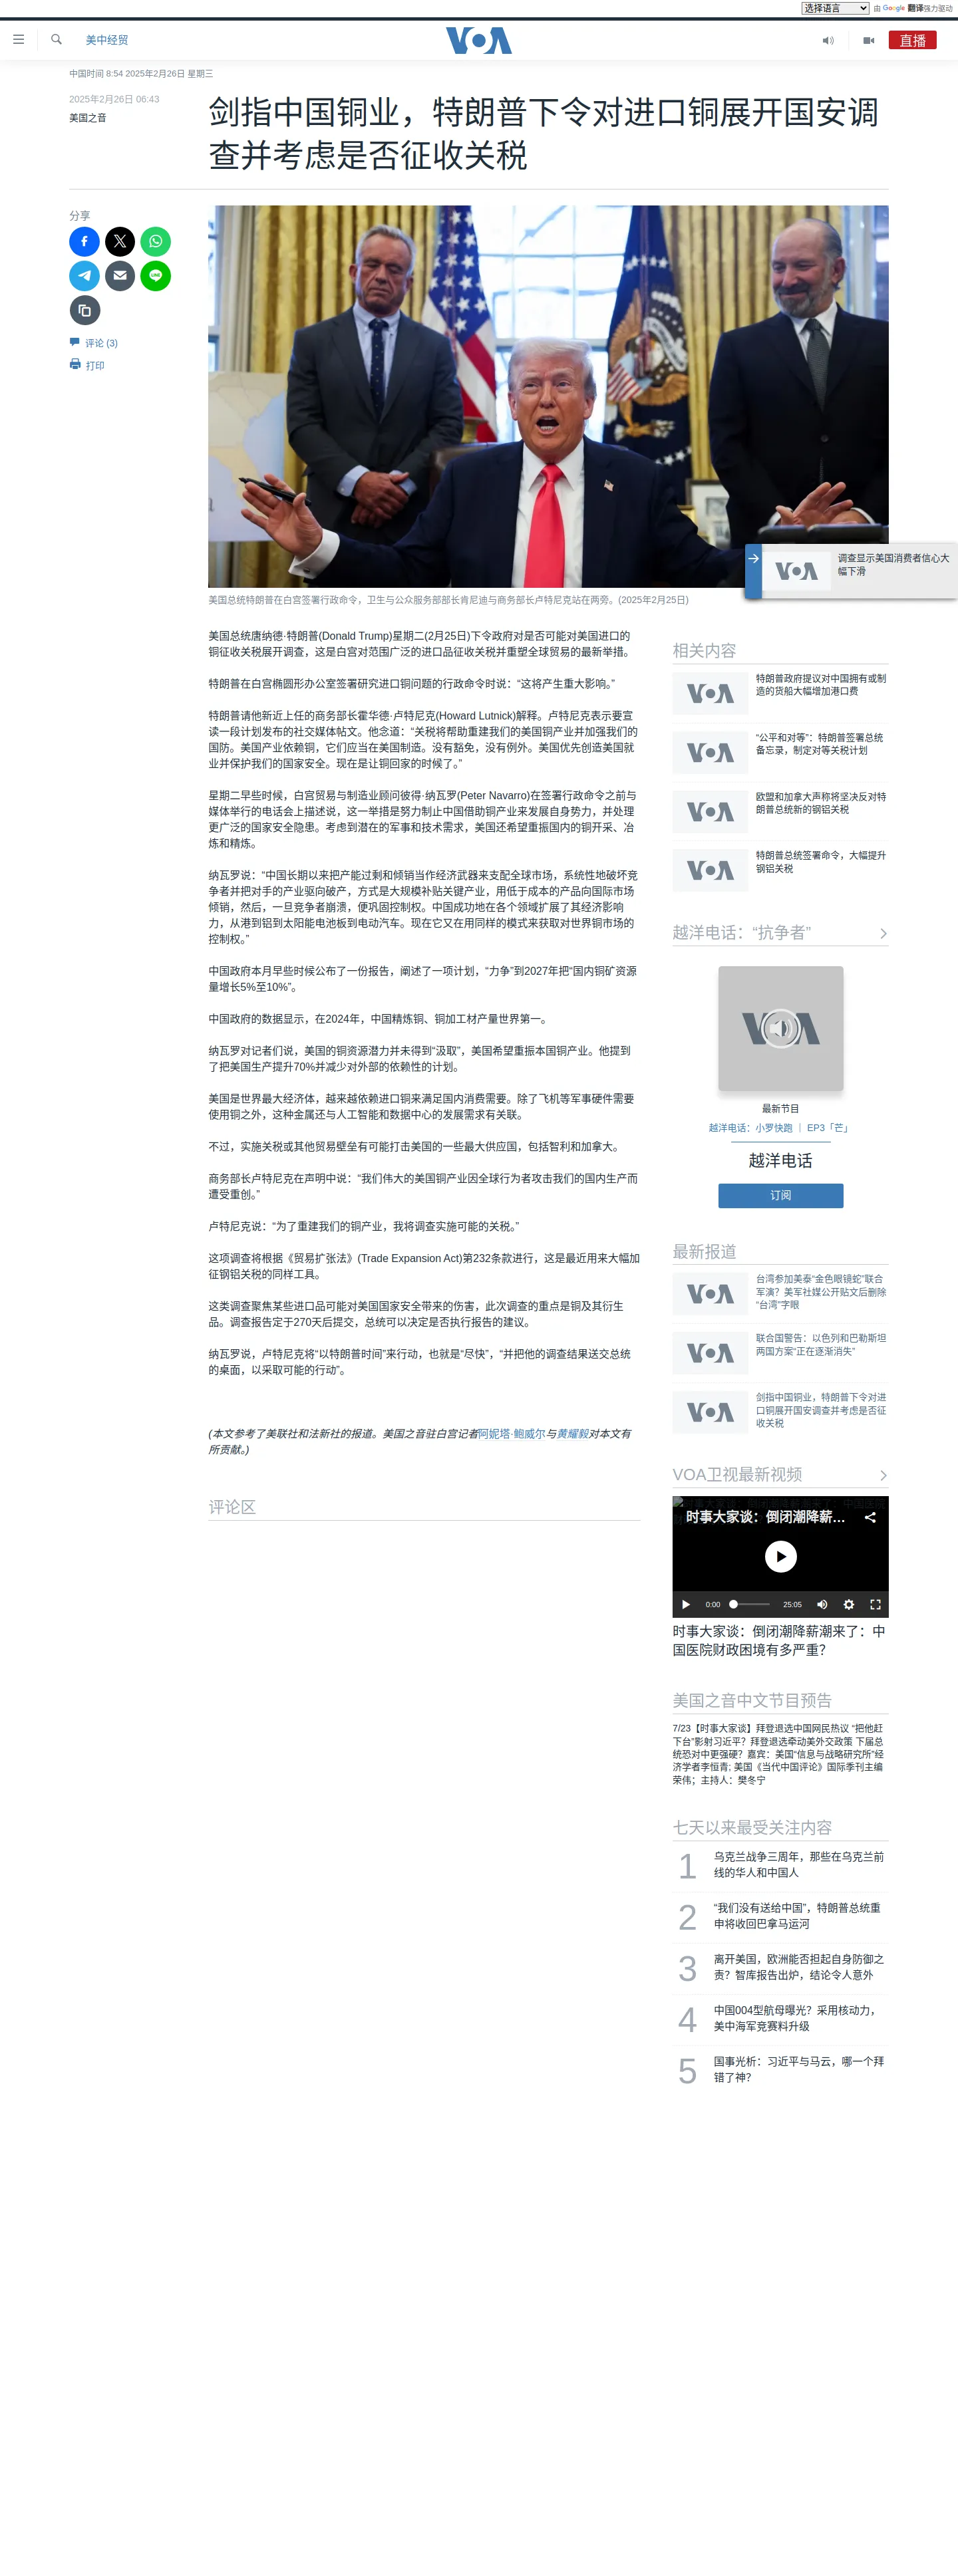 选择语言
由 Google 翻译强力驱动
美中经贸
VOA
直播
中国时间 8:54 2025年2月26日 星期三
2025年2月26日 06:43
美国之音
剑指中国铜业，特朗普下令对进口铜展开国安调
查并考虑是否征收关税
分享
评论 (3)
打印
美国总统特朗普在白宫签署行政命令，卫生与公众服务部部长肯尼迪与商务部长卢特尼克站在两旁。(2025年2月25日)
VOA
调查显示美国消费者信心大
幅下滑
美国总统唐纳德·特朗普(Donald Trump)星期二(2月25日)下令政府对是否可能对美国进口的
铜征收关税展开调查，这是白宫对范围广泛的进口品征收关税并重塑全球贸易的最新举措。
特朗普在白宫椭圆形办公室签署研究进口铜问题的行政命令时说：“这将产生重大影响。”
特朗普请他新近上任的商务部长霍华德·卢特尼克(Howard Lutnick)解释。卢特尼克表示要宣
读一段计划发布的社交媒体帖文。他念道：“关税将帮助重建我们的美国铜产业并加强我们的
国防。美国产业依赖铜，它们应当在美国制造。没有豁免，没有例外。美国优先创造美国就
业并保护我们的国家安全。现在是让铜回家的时候了。”
星期二早些时候，白宫贸易与制造业顾问彼得·纳瓦罗(Peter Navarro)在签署行政命令之前与
媒体举行的电话会上描述说，这一举措是努力制止中国借助铜产业来发展自身势力，并处理
更广泛的国家安全隐患。考虑到潜在的军事和技术需求，美国还希望重振国内的铜开采、冶
炼和精炼。
纳瓦罗说：“中国长期以来把产能过剩和倾销当作经济武器来支配全球市场，系统性地破坏竞
争者并把对手的产业驱向破产，方式是大规模补贴关键产业，用低于成本的产品向国际市场
倾销，然后，一旦竞争者崩溃，便巩固控制权。中国成功地在各个领域扩展了其经济影响
力，从港到铝到太阳能电池板到电动汽车。现在它又在用同样的模式来获取对世界铜市场的
控制权。”
中国政府本月早些时候公布了一份报告，阐述了一项计划，“力争”到2027年把“国内铜矿资源
量增长5%至10%”。
中国政府的数据显示，在2024年，中国精炼铜、铜加工材产量世界第一。
纳瓦罗对记者们说，美国的铜资源潜力并未得到“汲取”，美国希望重振本国铜产业。他提到
了把美国生产提升70%并减少对外部的依赖性的计划。
美国是世界最大经济体，越来越依赖进口铜来满足国内消费需要。除了飞机等军事硬件需要
使用铜之外，这种金属还与人工智能和数据中心的发展需求有关联。
不过，实施关税或其他贸易壁垒有可能打击美国的一些最大供应国，包括智利和加拿大。
商务部长卢特尼克在声明中说：“我们伟大的美国铜产业因全球行为者攻击我们的国内生产而
遭受重创。”
卢特尼克说：“为了重建我们的铜产业，我将调查实施可能的关税。”
这项调查将根据《贸易扩张法》(Trade Expansion Act)第232条款进行，这是最近用来大幅加
征钢铝关税的同样工具。
这类调查聚焦某些进口品可能对美国国家安全带来的伤害，此次调查的重点是铜及其衍生
品。调查报告定于270天后提交，总统可以决定是否执行报告的建议。
纳瓦罗说，卢特尼克将“以特朗普时间”来行动，也就是“尽快”，“并把他的调查结果送交总统
的桌面，以采取可能的行动”。
(本文参考了美联社和法新社的报道。美国之音驻白宫记者阿妮塔·鲍威尔与黄耀毅对本文有
所贡献。)
评论区
相关内容
VOA
特朗普政府提议对中国拥有或制
造的货船大幅增加港口费
VOA
“公平和对等”：特朗普签署总统
备忘录，制定对等关税计划
VOA
欧盟和加拿大声称将坚决反对特
朗普总统新的钢铝关税
VOA
特朗普总统签署命令，大幅提升
钢铝关税
越洋电话：“抗争者”
VOA
最新节目
越洋电话：小罗快跑 ｜ EP3「芒」
越洋电话
订阅
最新报道
VOA
台湾参加美泰“金色眼镜蛇”联合
军演？美军社媒公开贴文后删除
“台湾”字眼
VOA
联合国警告：以色列和巴勒斯坦
两国方案“正在逐渐消失”
VOA
剑指中国铜业，特朗普下令对进
口铜展开国安调查并考虑是否征
收关税
VOA卫视最新视频
时事大家谈：倒闭潮降薪...
0:00
25:05
时事大家谈：倒闭潮降薪潮来了：中
国医院财政困境有多严重？
美国之音中文节目预告
7/23【时事大家谈】拜登退选中国网民热议 “把他赶
下台”影射习近平？拜登退选牵动美外交政策 下届总
统恐对中更强硬？嘉宾：美国“信息与战略研究所”经
济学者李恒青; 美国《当代中国评论》国际季刊主编
荣伟；主持人：樊冬宁
七天以来最受关注内容
1
乌克兰战争三周年，那些在乌克兰前
线的华人和中国人
2
“我们没有送给中国”，特朗普总统重
申将收回巴拿马运河
3
离开美国，欧洲能否担起自身防御之
责？智库报告出炉，结论令人意外
4
中国004型航母曝光？采用核动力，
美中海军竞赛料升级
5
国事光析：习近平与马云，哪一个拜
错了神？